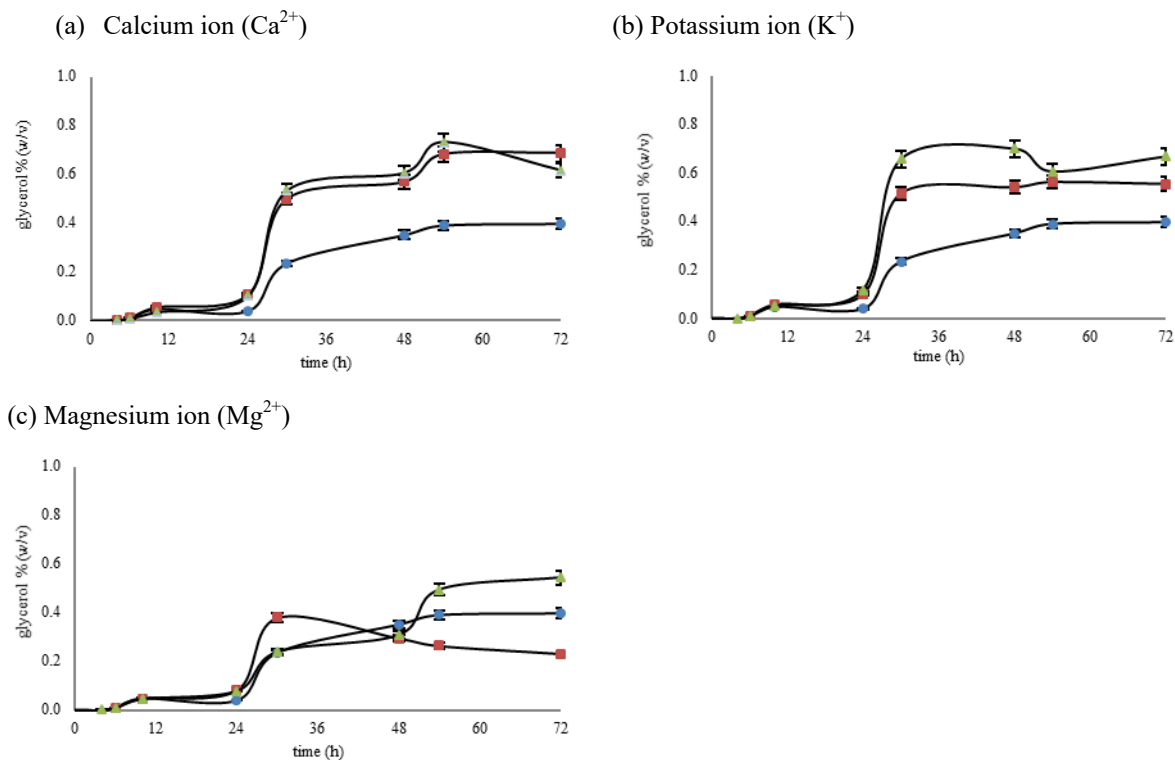 (a) Calcium ion (Ca²⁺)
(b) Potassium ion (K⁺)
1.0
0.8
0.6
0.4
0.2
0.0
glycerol % (w/v)
0 12 24 36 48 60 72
time (h)
1.0
0.8
0.6
0.4
0.2
0.0
glycerol % (w/v)
0 12 24 36 48 60 72
time (h)
(c) Magnesium ion (Mg²⁺)
1.0
0.8
0.6
0.4
0.2
0.0
glycerol % (w/v)
0 12 24 36 48 60 72
time (h)